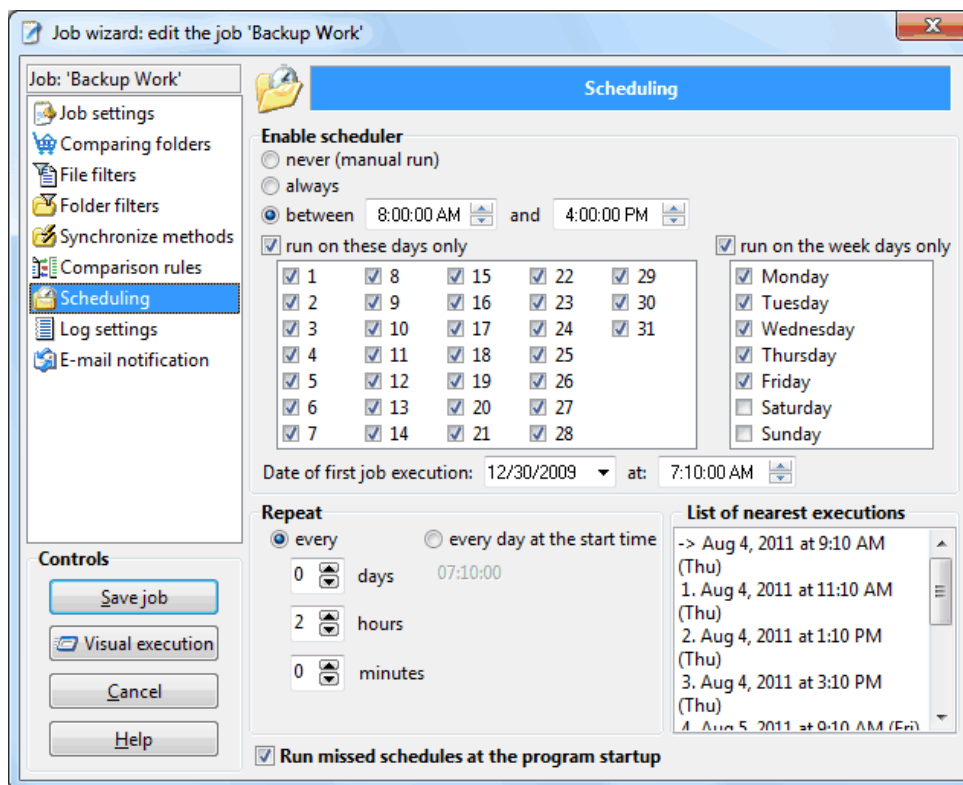 Job wizard: edit the job 'Backup Work'
Job: 'Backup Work'
Job settings
Comparing folders
File filters
Folder filters
Synchronize methods
Comparison rules
Scheduling
Log settings
E-mail notification
Controls
Save job
Visual execution
Cancel
Help
Scheduling
Enable scheduler
never (manual run)
always
between 8:00:00 AM and 4:00:00 PM
run on these days only
1 8 15 22 29
2 9 16 23 30
3 10 17 24 31
4 11 18 25
5 12 19 26
6 13 20 27
7 14 21 28
run on the week days only
Monday
Tuesday
Wednesday
Thursday
Friday
Saturday
Sunday
Date of first job execution: 12/30/2009 at: 7:10:00 AM
Repeat
every every day at the start time
0 days 07:10:00
2 hours
0 minutes
List of nearest executions
-> Aug 4, 2011 at 9:10 AM
(Thu)
1. Aug 4, 2011 at 11:10 AM
(Thu)
2. Aug 4, 2011 at 1:10 PM
(Thu)
3. Aug 4, 2011 at 3:10 PM
(Thu)
4. Aug 5, 2011 at 9:10 AM (Fri)
Run missed schedules at the program startup